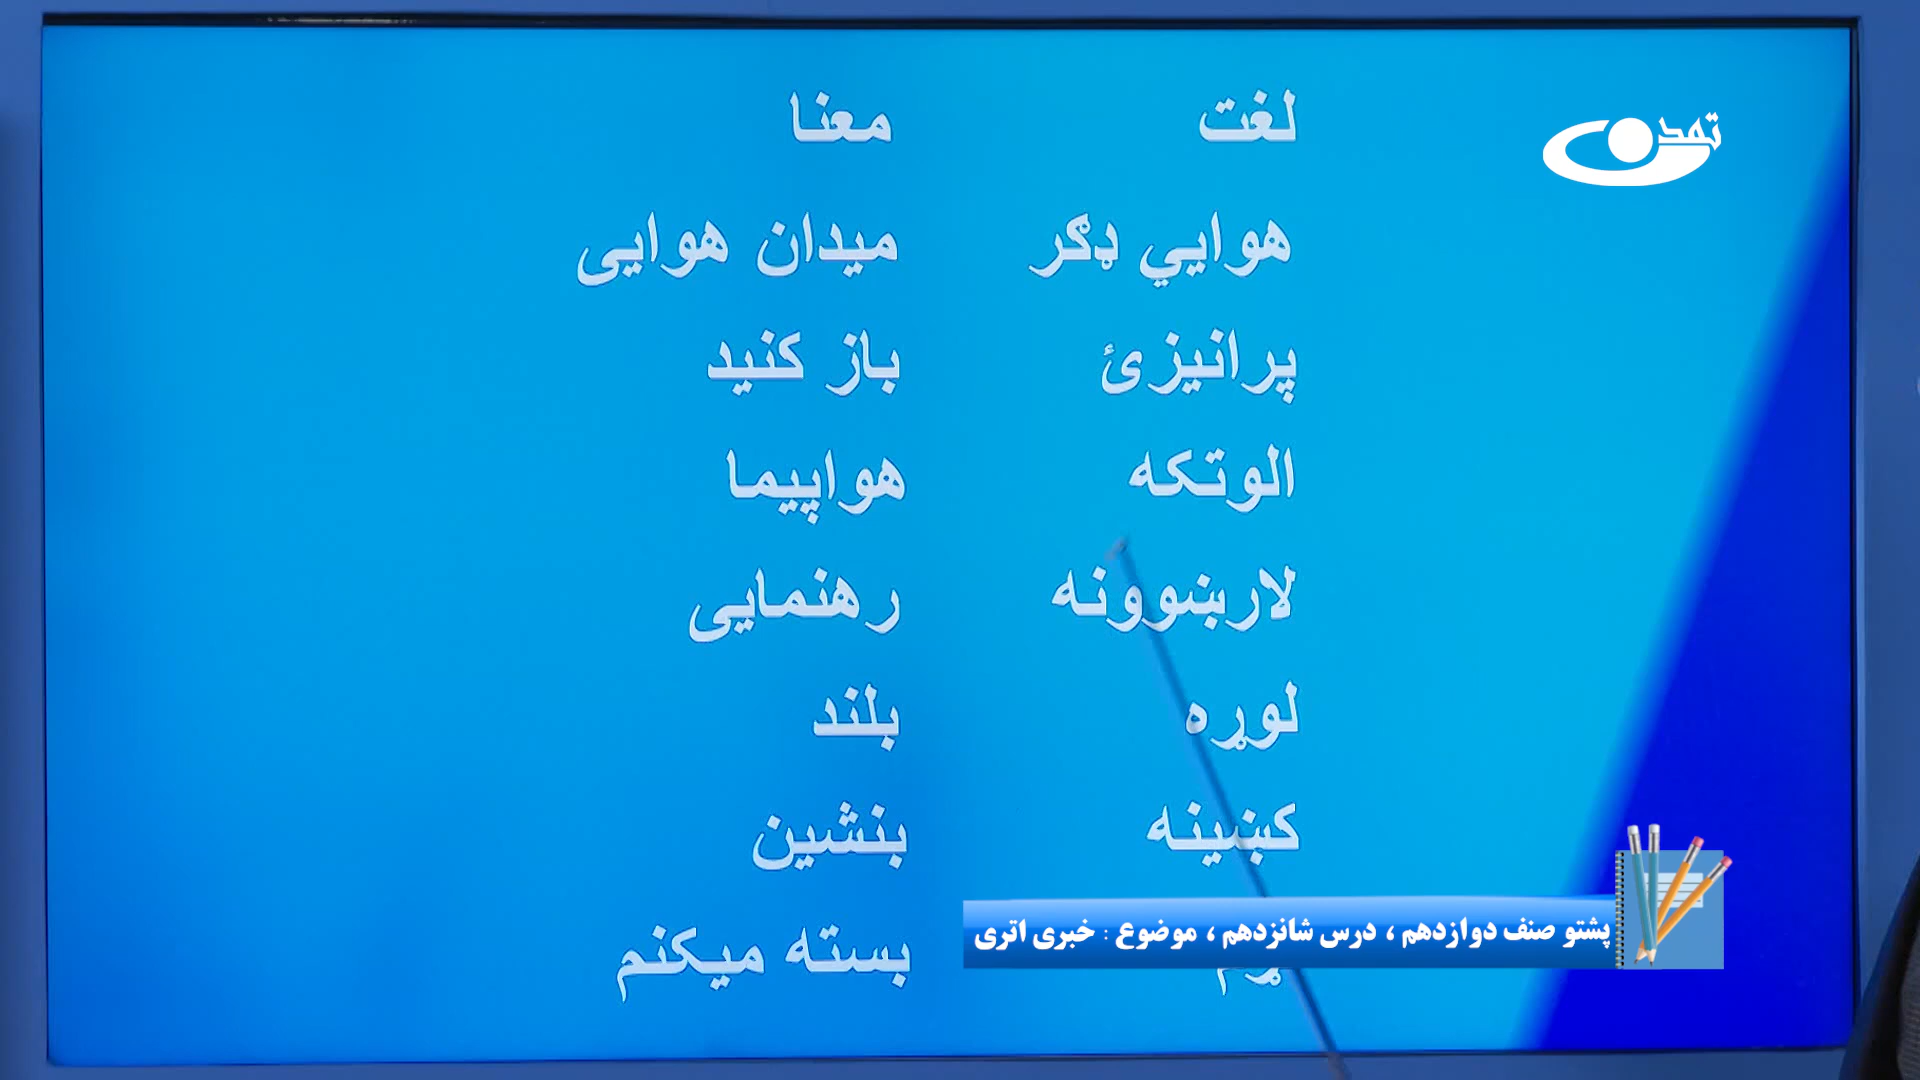 تمدن
لغت معنا
هوايي ډګر میدان هوایی
پرانیزئ باز کنید
الوتکه هواپیما
لارښوونه رهنمایی
لوړه بلند
کښینه بنشین
بسته میکنم
پشتو صنف دوازدهم ، درس شانزدهم ، موضوع : خبری اتری